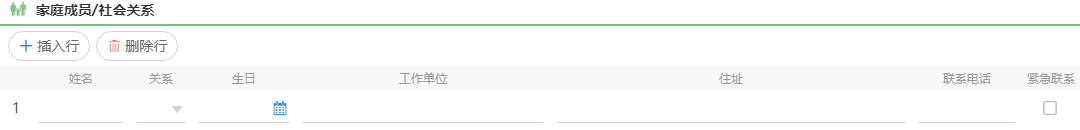 家庭成员/社会关系
插入行 删除行
姓名 关系 生日 工作单位 住址 联系电话 紧急联系
1